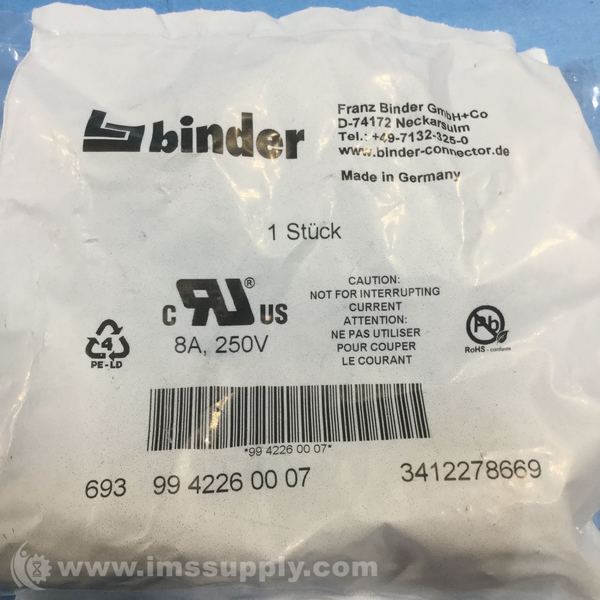 binder
Franz Binder GmbH+Co
D-74172 Neckarsulm
Tel.: +49-7132-325-0
www.binder-connector.de
Made in Germany
1 Stück
C RU® US
8A, 250V
CAUTION:
NOT FOR INTERRUPTING
CURRENT
ATTENTION:
NE PAS UTILISER
POUR COUPER
LE COURANT
4
PE-LD
Pb
RoHS - conform
*99 4226 00 07*
693 99 4226 00 07 3412278669
www.imssupply.com